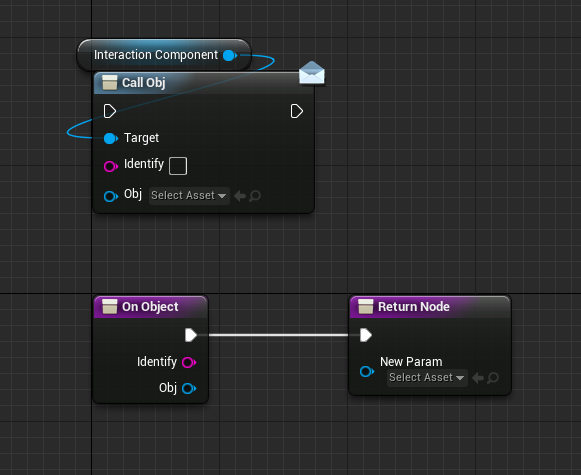 Interaction Component
Call Obj
Target
Identify
Obj Select Asset
On Object
Return Node
Identify
New Param
Select Asset
Obj